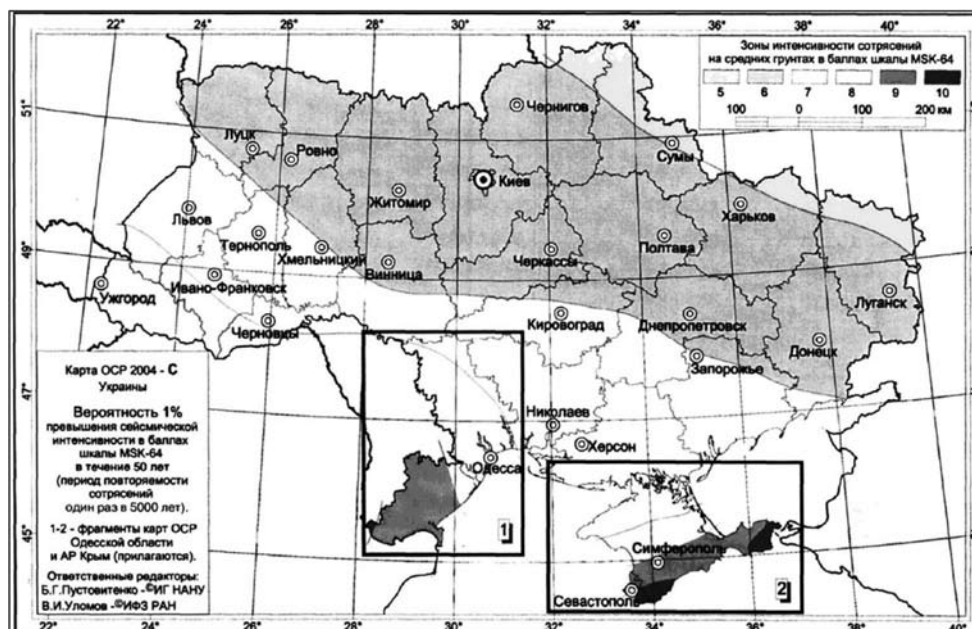 22° 24° 26° 28° 30° 32° 34° 36° 38° 40°
Зоны интенсивности сотрясений
на средних грунтах в баллах шкалы MSK-64
5 6 7 8 9 10
100 0 100 200 км
51°
49°
47°
45°
51°
49°
47°
45°
Чернигов
Луцк
Ровно
Сумы
Киев
Житомир
Харьков
Львов
Тернополь
Хмельницкий
Винница
Черкассы
Полтава
Ивано-Франковск
Ужгород
Черновцы
Кировоград
Днепропетровск
Луганск
Донецк
Запорожье
Николаев
Херсон
Одесса
1
Симферополь
Севастополь
2
Карта ОСР 2004 - С
Украины
Вероятность 1%
превышения сейсмической
интенсивности в баллах
шкалы MSK-64
в течение 50 лет
(период повторяемости
сотрясений
один раз в 5000 лет).
1-2 - фрагменты карт ОСР
Одесской области
и АР Крым (прилагаются).
Ответственные редакторы:
Б.Г.Пустовитенко -©ИГ НАНУ
В.И.Уломов -©ИФЗ РАН
22° 24° 26° 28° 30° 32° 34° 36° 38° 40°